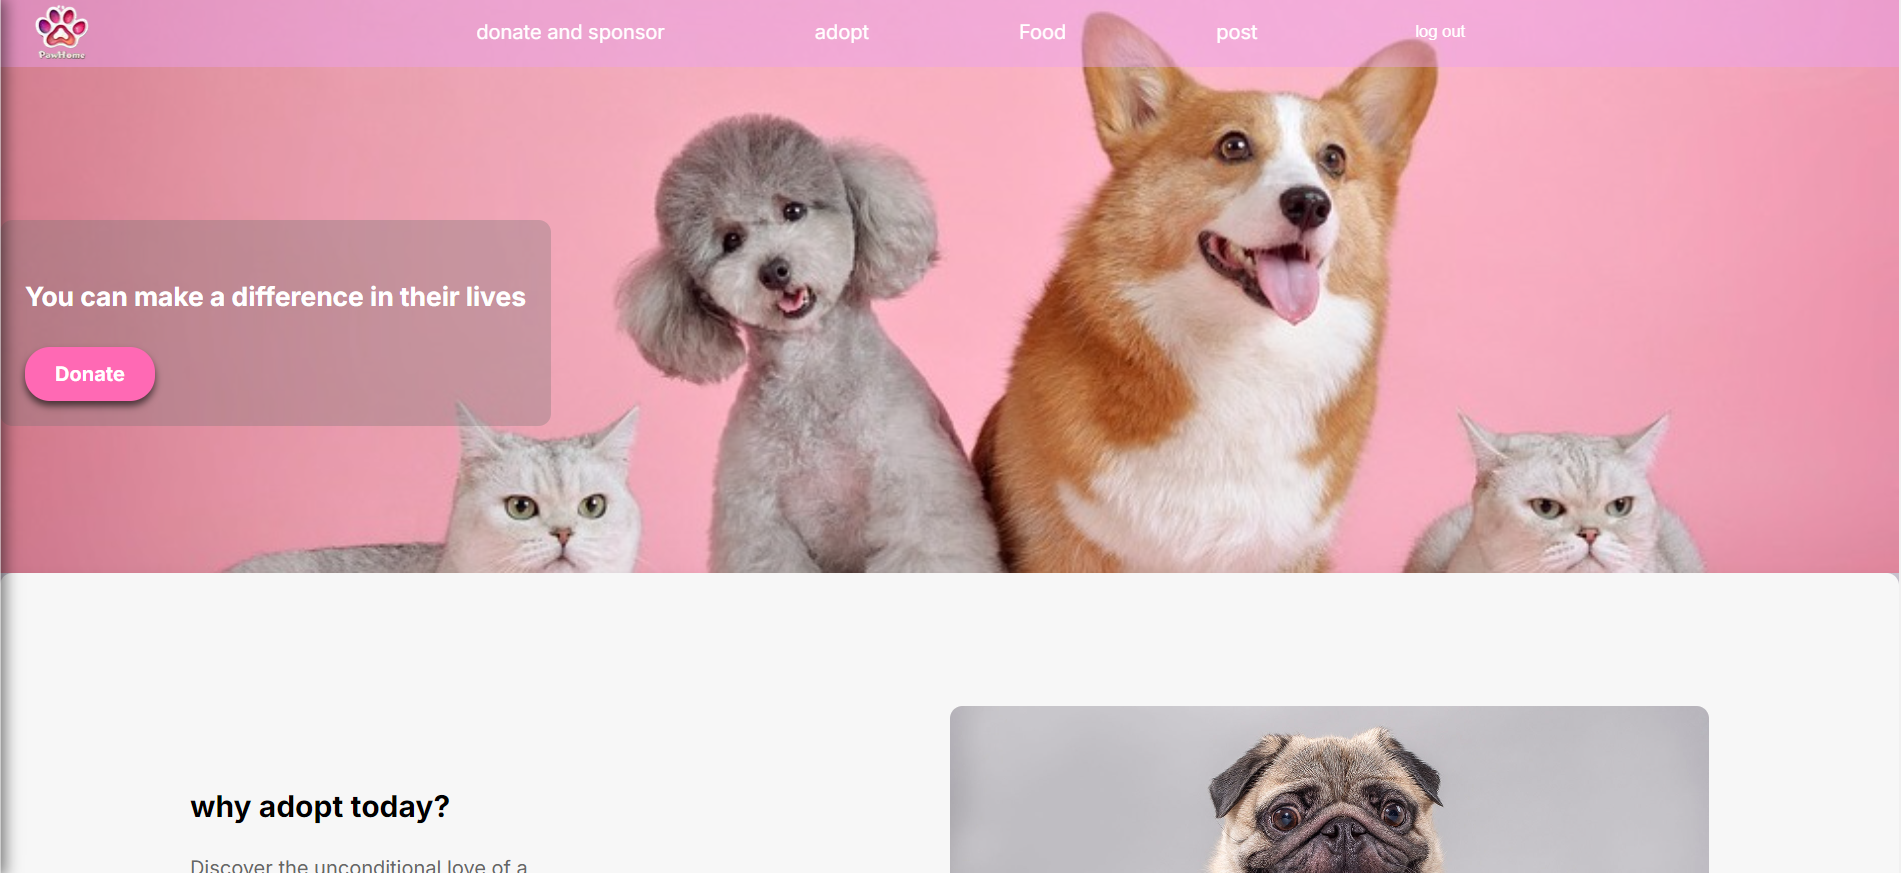 PawHome
donate and sponsor
adopt
Food
post
log out
You can make a difference in their lives
Donate
why adopt today?
Discover the unconditional love of a